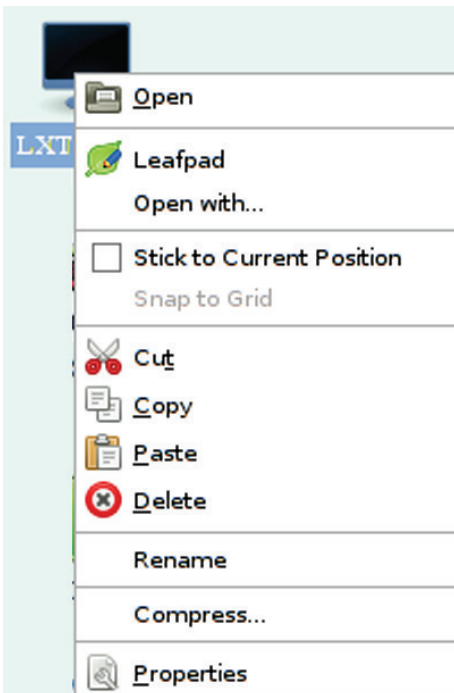 LXT
Open
Leafpad
Open with...
Stick to Current Position
Snap to Grid
Cut
Copy
Paste
Delete
Rename
Compress...
Properties